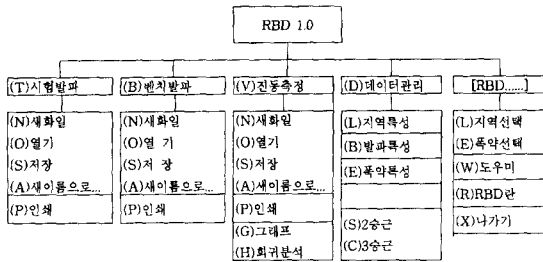 RBD 1.0
(T)시험발파
(N)새화일
(O)열기
(S)저장
(A)새이름으로...
(P)인쇄
(B)벤치발파
(N)새화일
(O)열 기
(S)저 장
(A)새이름으로...
(P)인쇄
(V)진동측정
(N)새화일
(O)열기
(S)저장
(A)새이름으로...
(P)인쇄
(G)그래프
(H)회귀분석
(D)데이터관리
(L)지역특성
(B)발파특성
(E)폭약특성
(S)2승근
(C)3승근
[RBD......]
(L)지역선택
(E)폭약선택
(W)도우미
(R)RBD란
(X)나가기